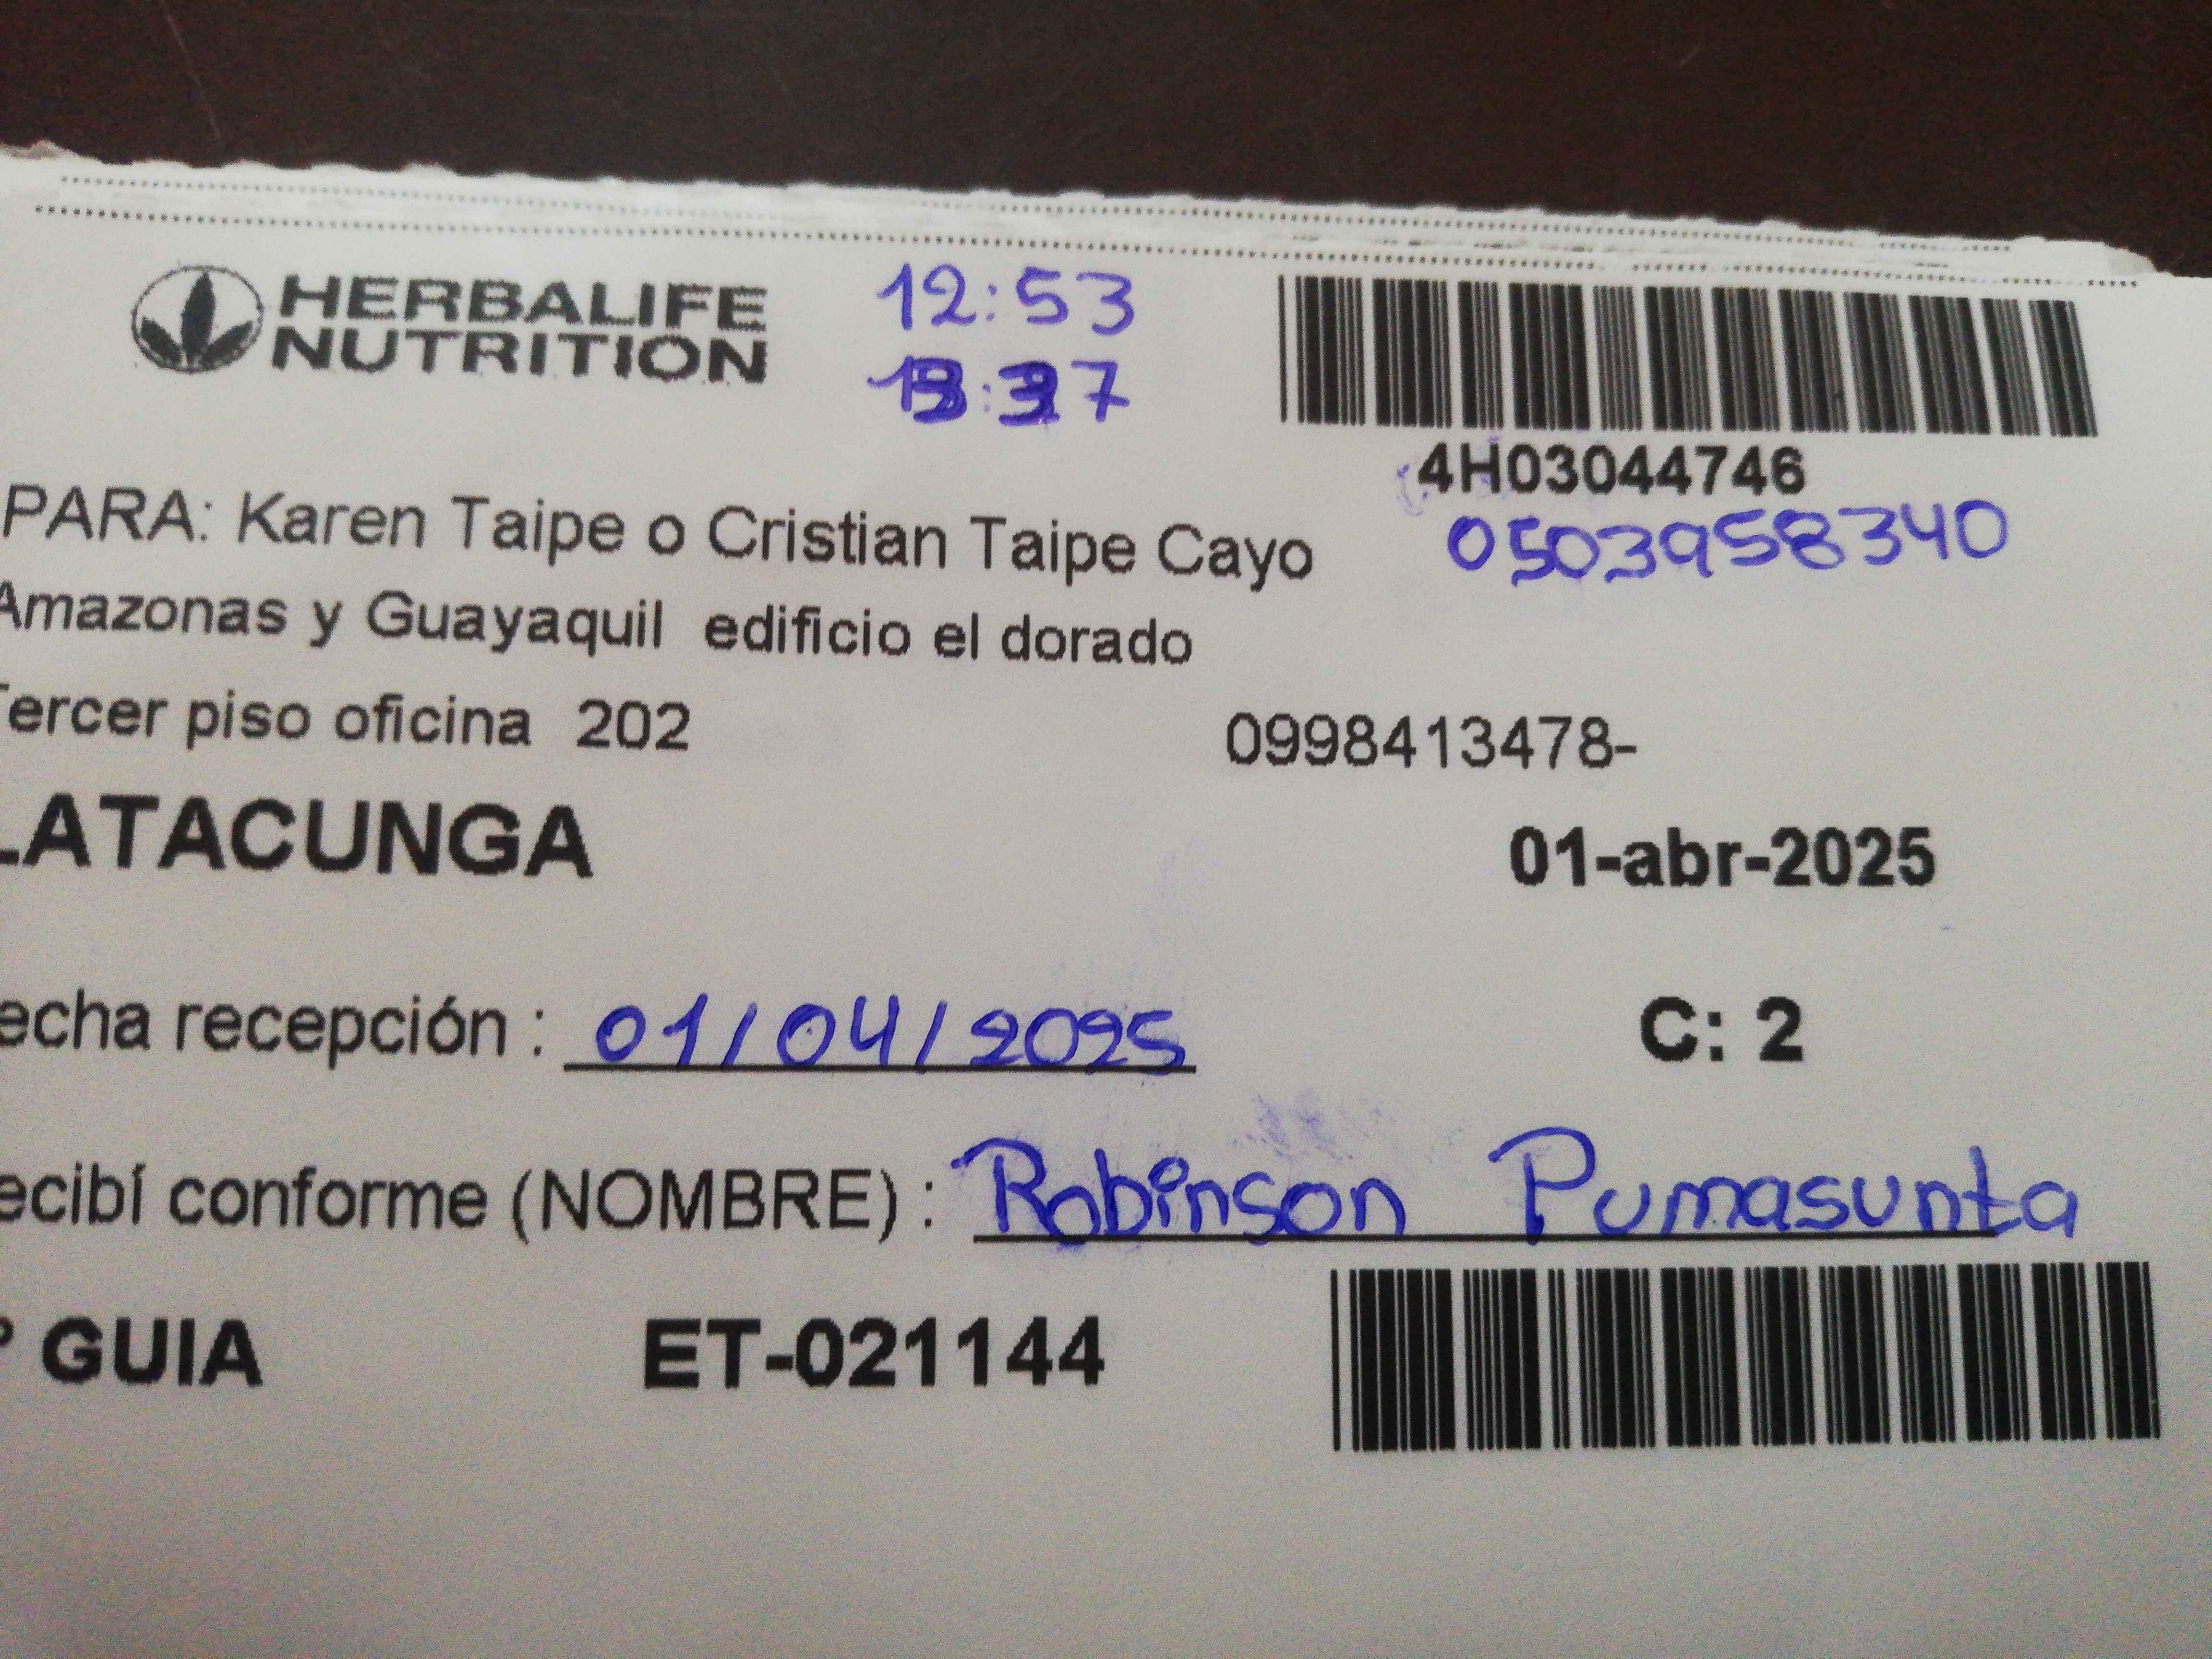 HERBALIFE
NUTRITION
12:53
4H03044746
PARA: Karen Taipe o Cristian Taipe Cayo
0503958340
Amazonas y Guayaquil edificio el dorado
Tercer piso oficina 202
0998413478-
LATACUNGA
01-abr-2025
echa recepción : 01/04/2025
C: 2
ecibí conforme (NOMBRE) : Robinson Pumasunta
° GUIA ET-021144